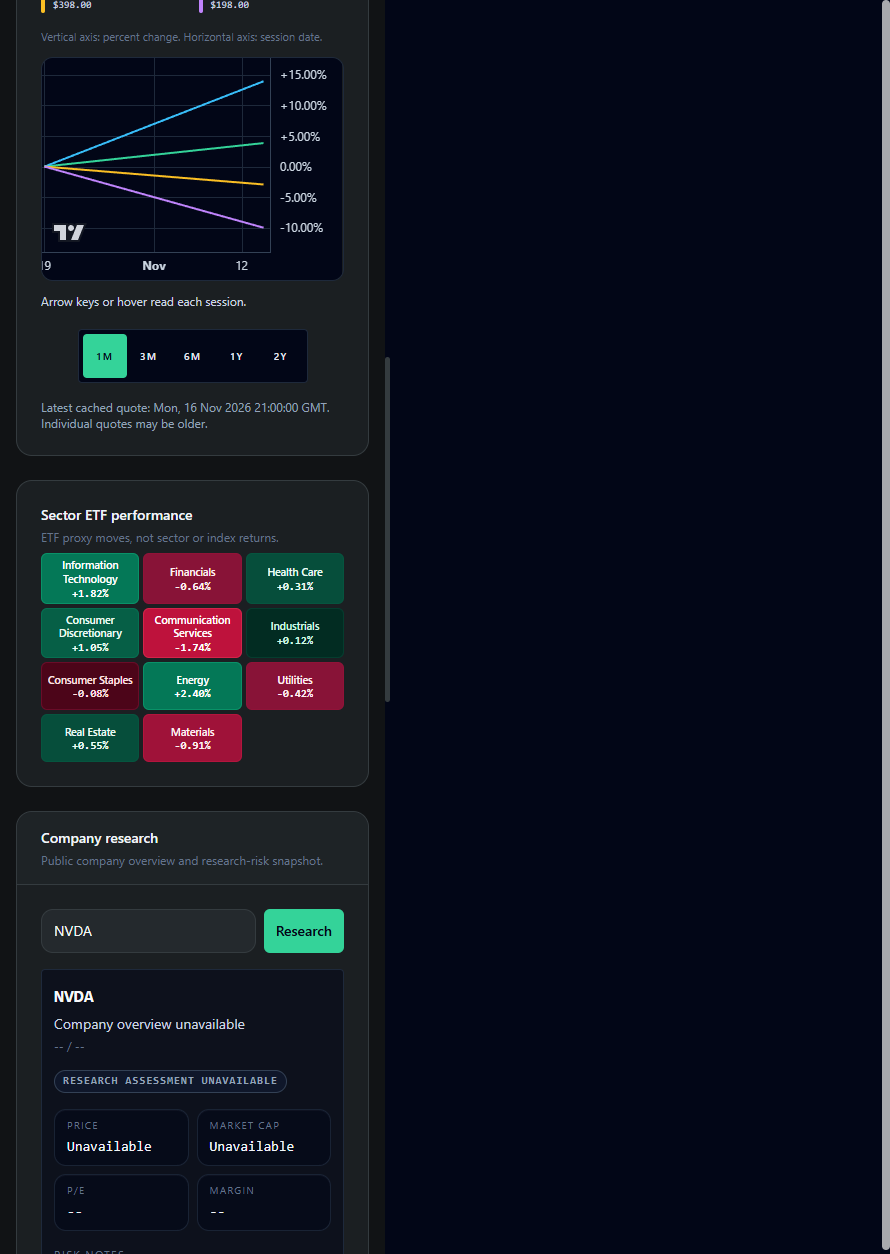 $398.00 $198.00
Vertical axis: percent change. Horizontal axis: session date.
+15.00%
+10.00%
+5.00%
0.00%
-5.00%
-10.00%
19 Nov 12
Arrow keys or hover read each session.
1M 3M 6M 1Y 2Y
Latest cached quote: Mon, 16 Nov 2026 21:00:00 GMT.
Individual quotes may be older.
Sector ETF performance
ETF proxy moves, not sector or index returns.
Information
Technology
+1.82%
Financials
-0.64%
Health Care
+0.31%
Consumer
Discretionary
+1.05%
Communication
Services
-1.74%
Industrials
+0.12%
Consumer Staples
-0.08%
Energy
+2.40%
Utilities
-0.42%
Real Estate
+0.55%
Materials
-0.91%
Company research
Public company overview and research-risk snapshot.
NVDA
Research
NVDA
Company overview unavailable
-- / --
RESEARCH ASSESSMENT UNAVAILABLE
PRICE
Unavailable
MARKET CAP
Unavailable
P/E
--
MARGIN
--
RISK NOTES